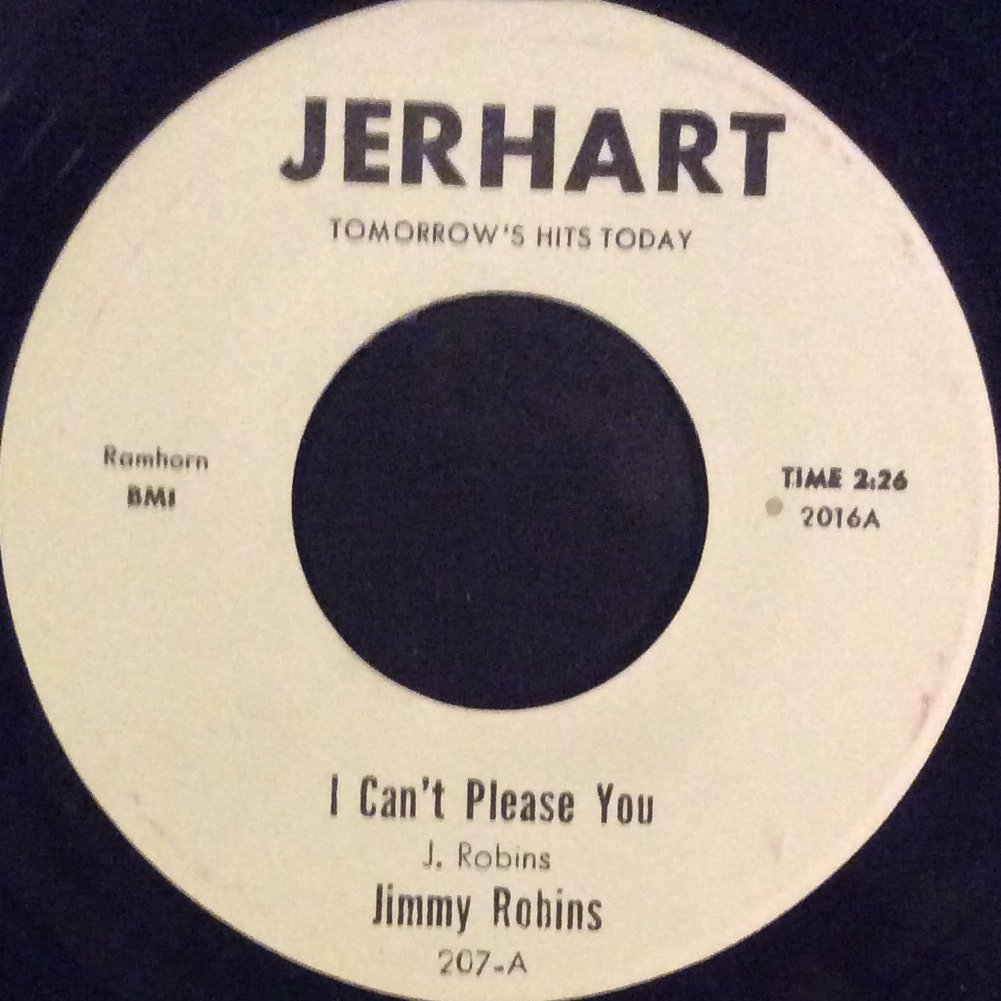 JERHART
TOMORROW'S HITS TODAY
Ramhorn
BMI
TIME 2:26
2016A
I Can't Please You
J. Robins
Jimmy Robins
207-A